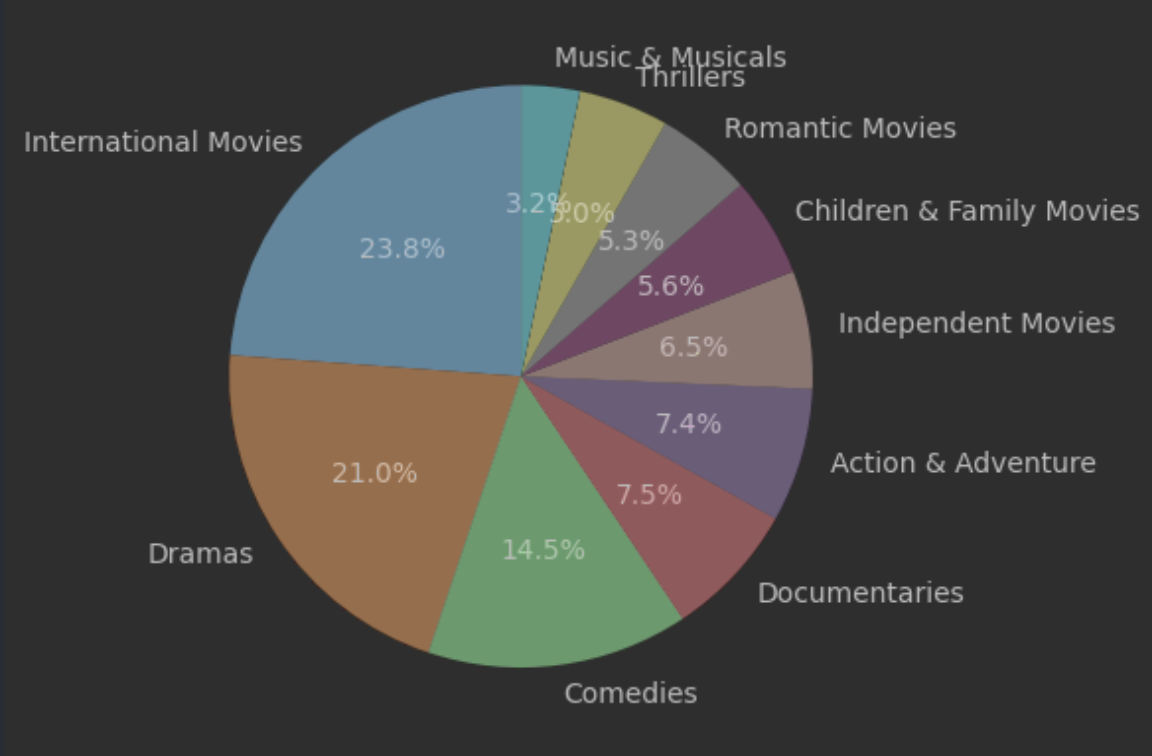 Music & Musicals
Thrillers
International Movies
Romantic Movies
Children & Family Movies
3.2%
5.0%
5.3%
23.8%
5.6%
Independent Movies
6.5%
7.4%
Action & Adventure
21.0%
7.5%
14.5%
Dramas
Documentaries
Comedies